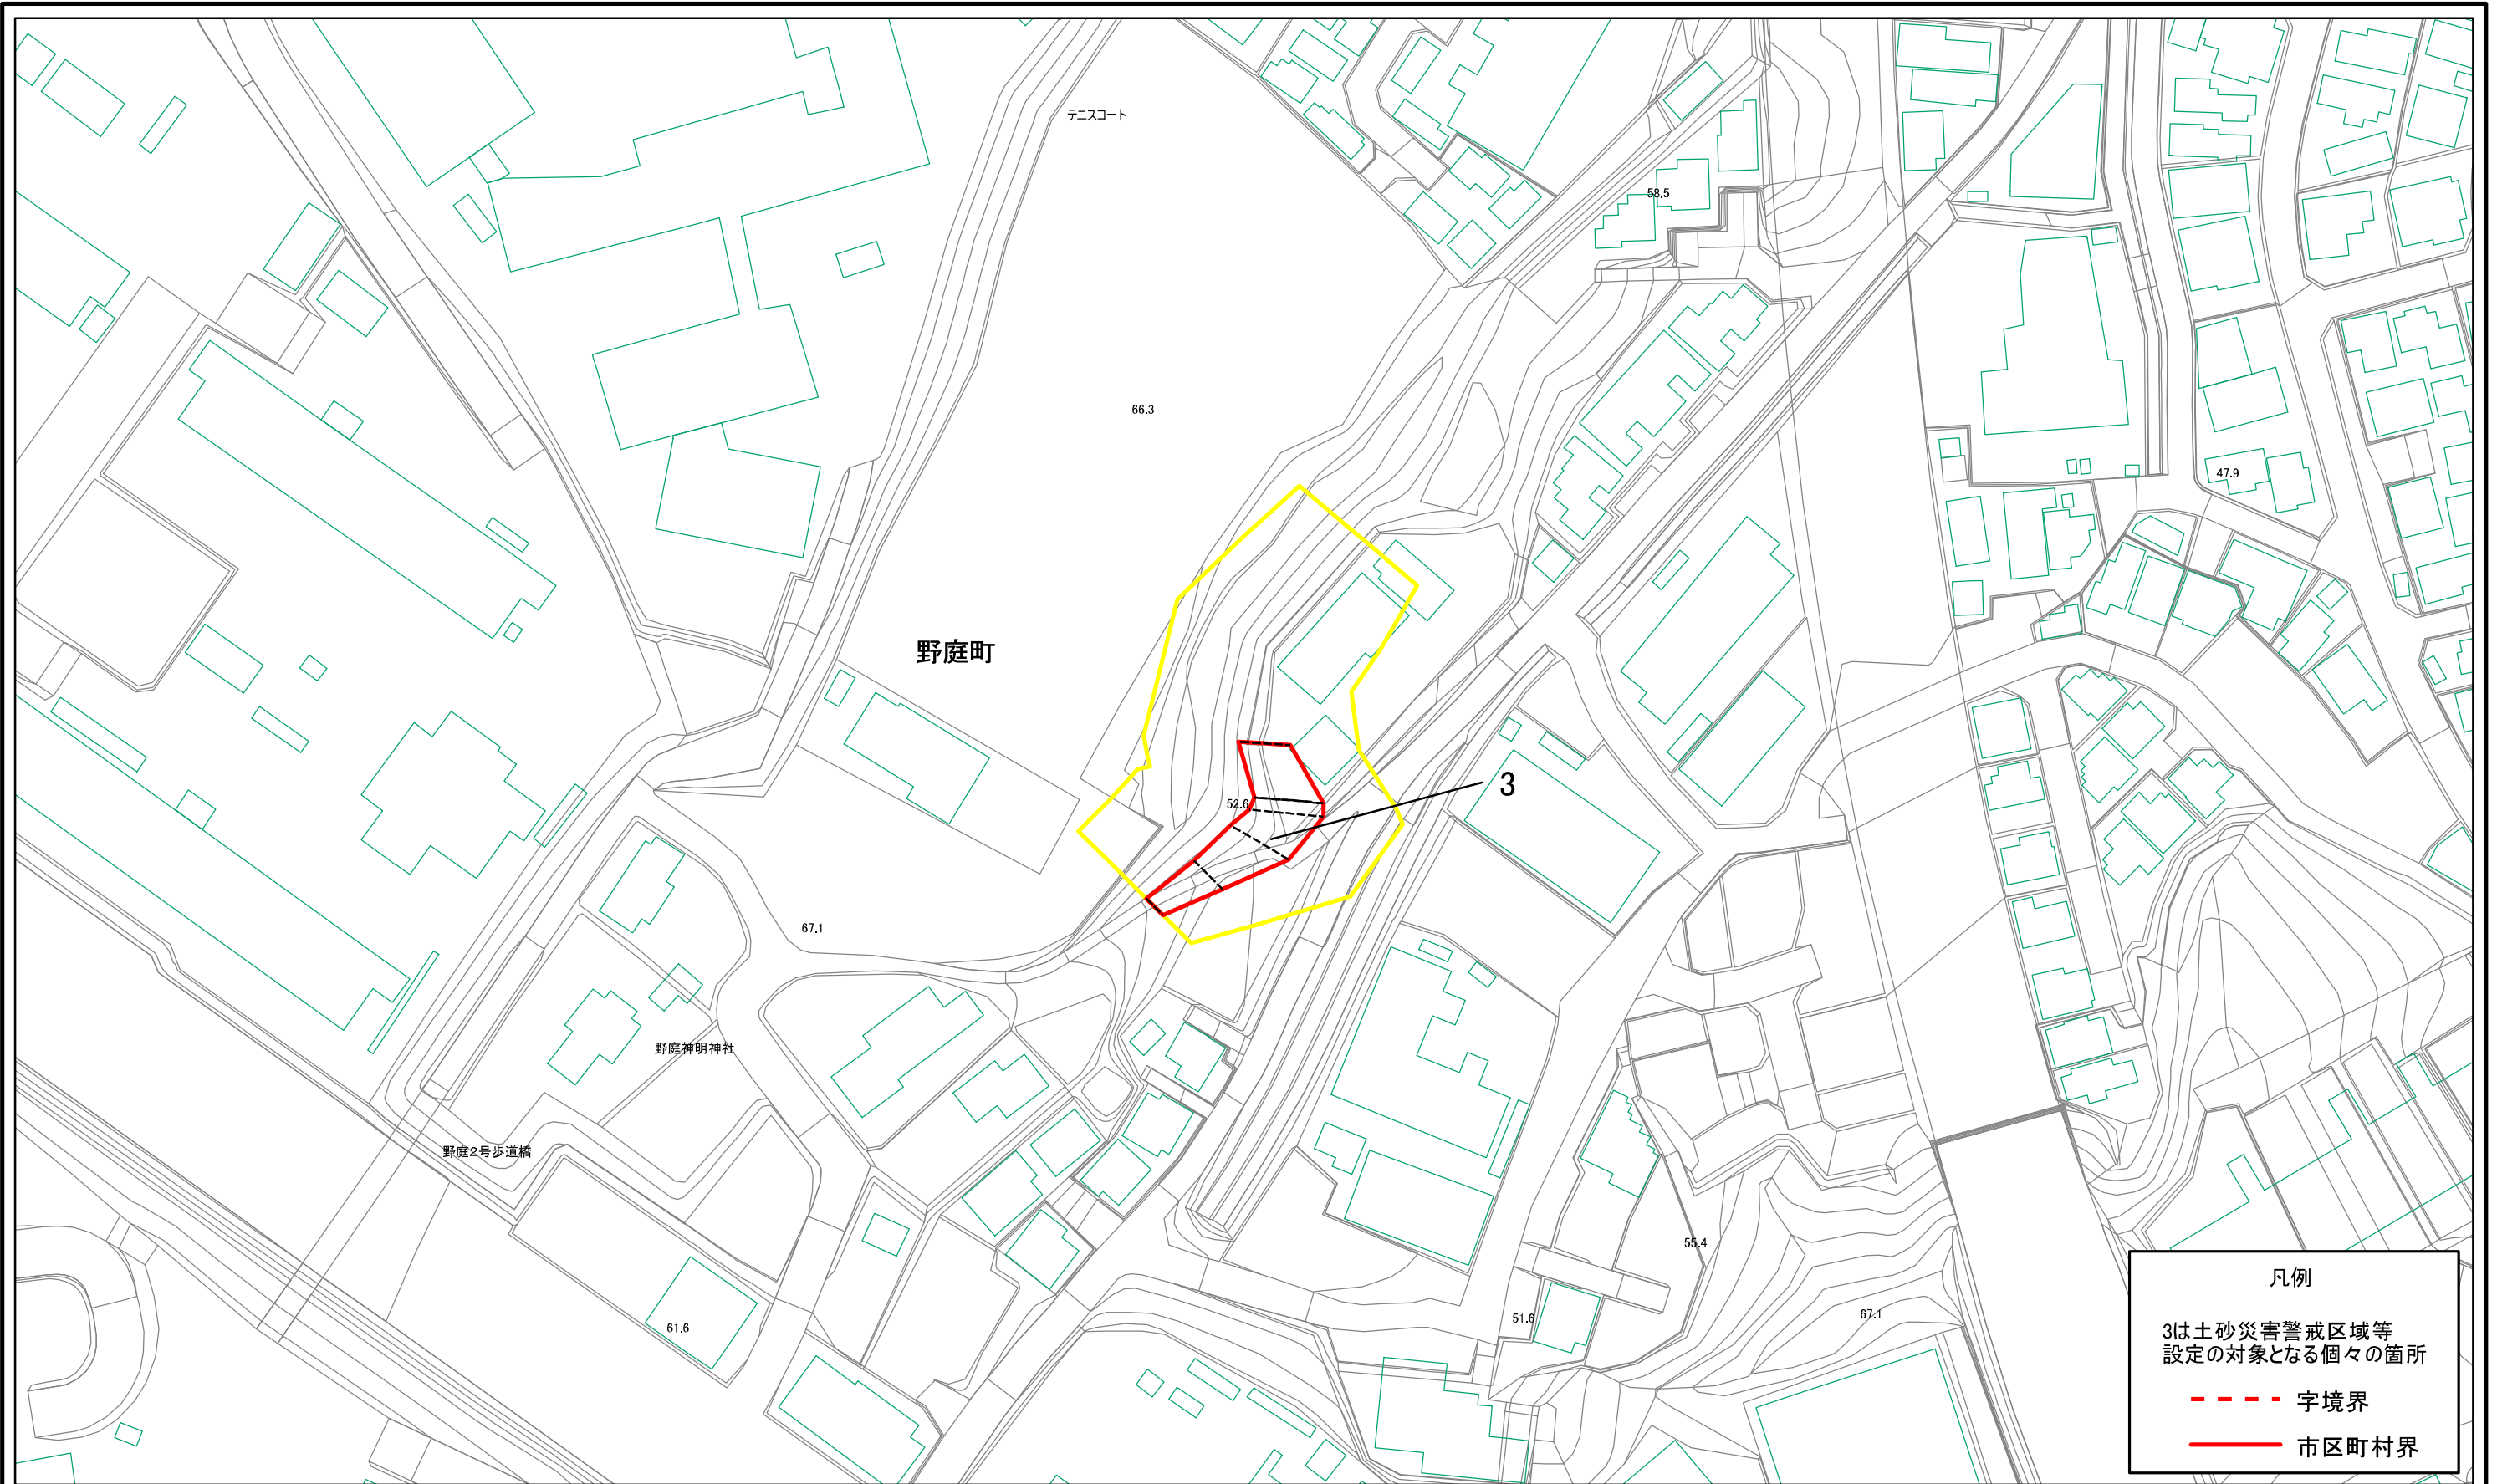 テニスコート
58.5
66.3
47.9
野庭町
3
52.6
67.1
野庭神明神社
野庭2号歩道橋
55.4
51.6
67.1
61.6
凡例
3は土砂災害警戒区域等
設定の対象となる個々の箇所
字境界
市区町村界